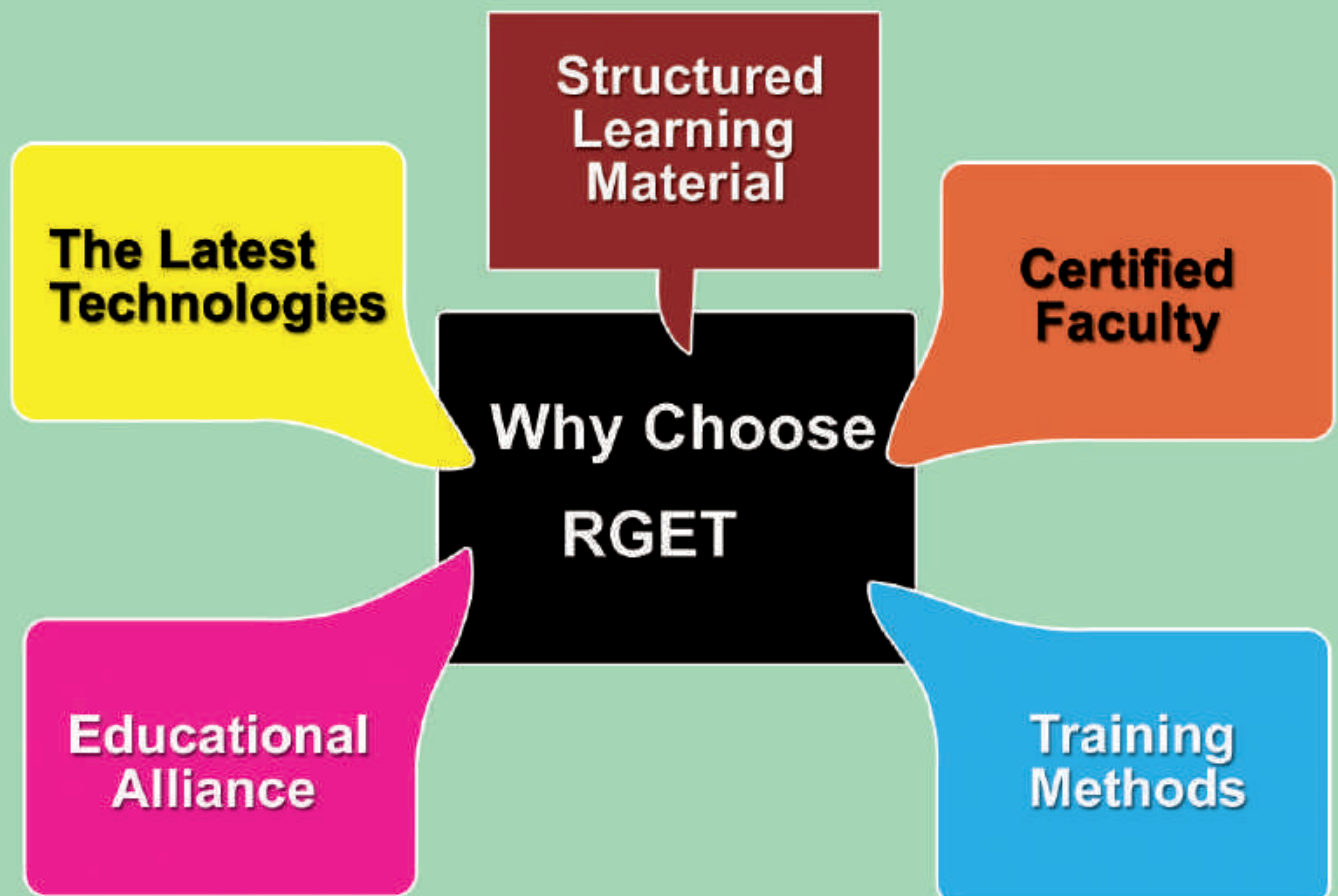 Structured
Learning
Material
The Latest
Technologies
Certified
Faculty
Why Choose
RGET
Educational
Alliance
Training
Methods